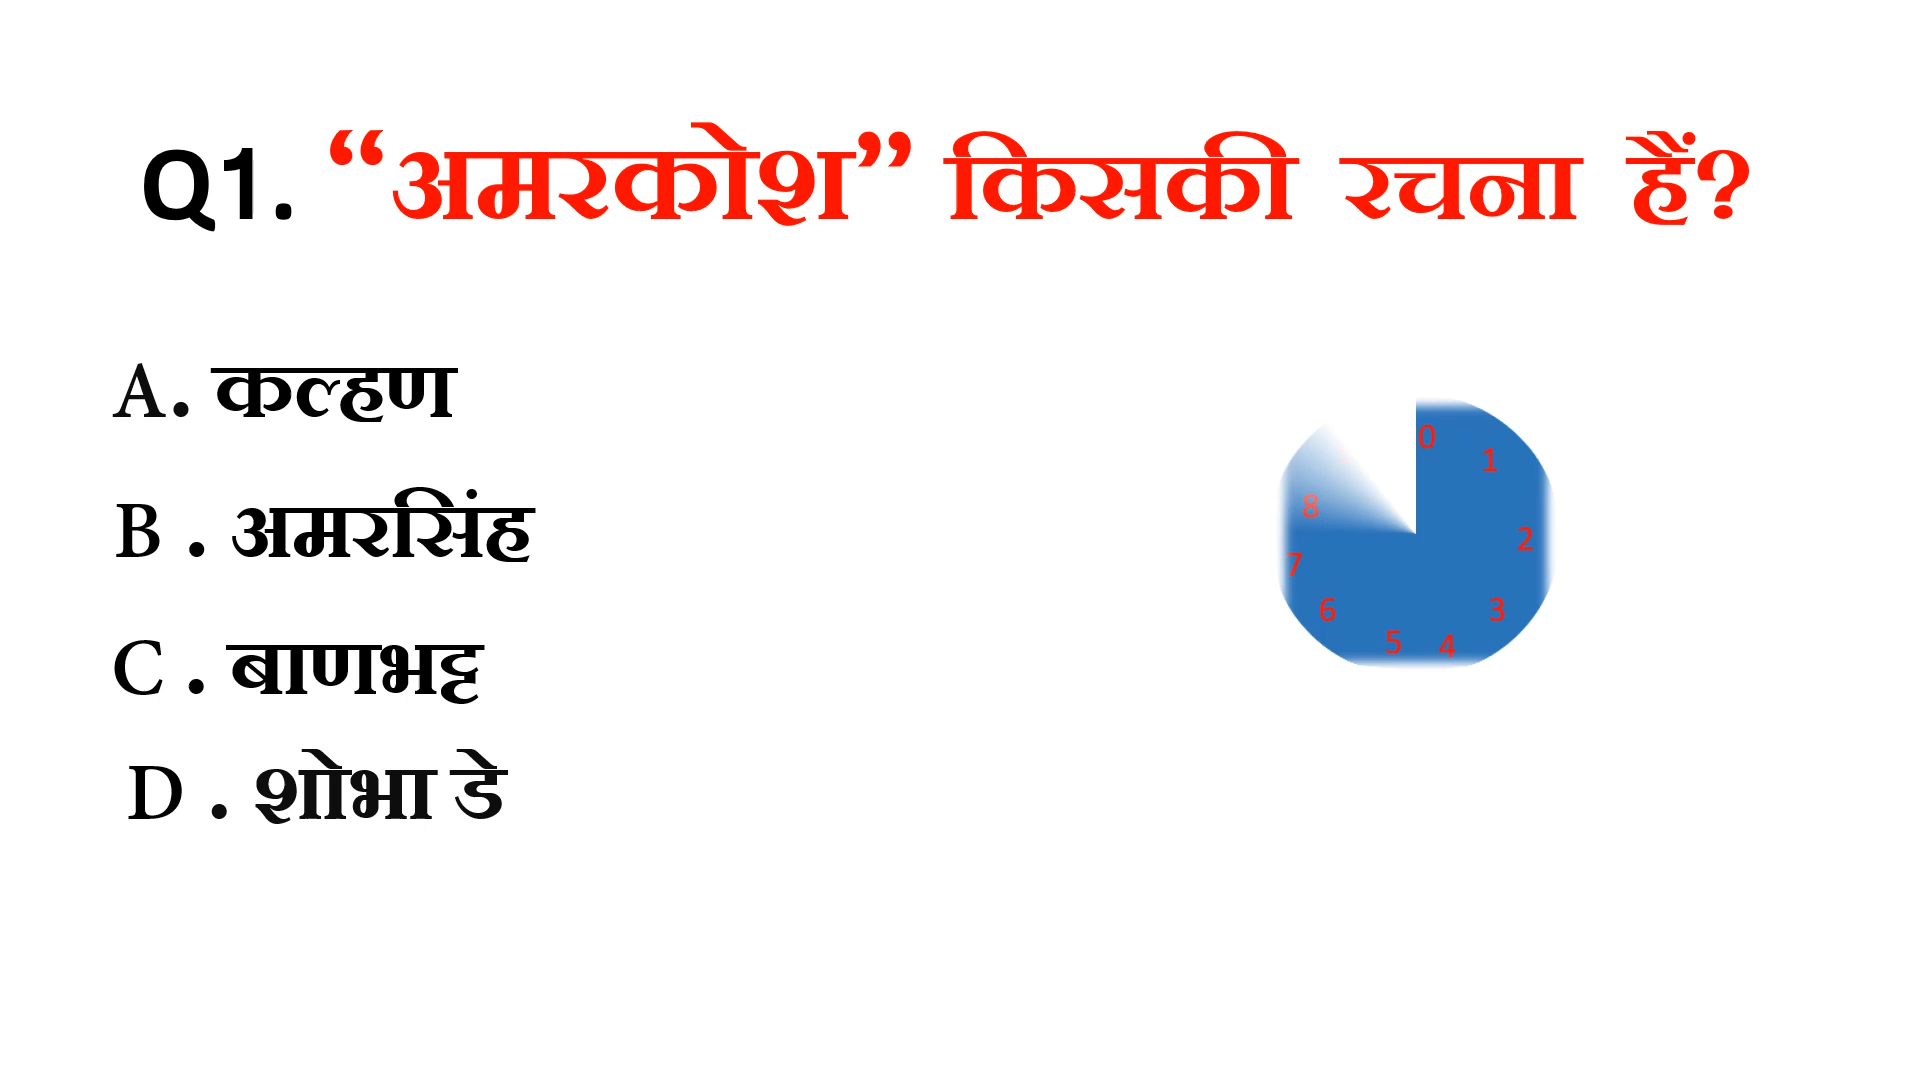 Q1. “अमरकोश” किसकी रचना हैं?
A. कल्हण
B . अमरसिंह
C . बाणभट्ट
D . शोभा डे
0
1
2
3
4
5
6
7
8